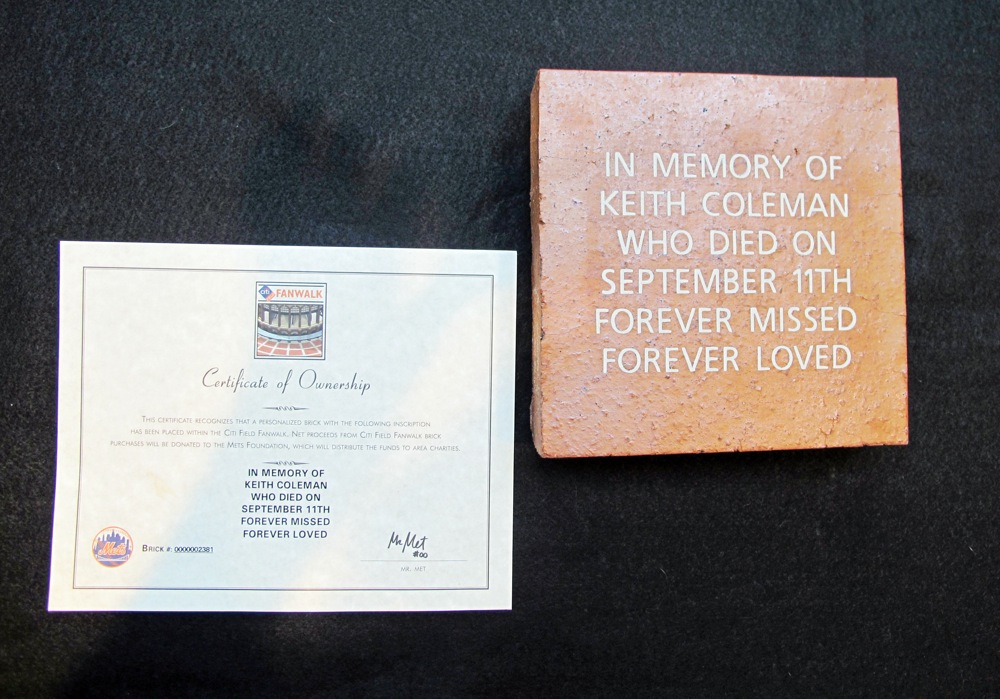 IN MEMORY OF
KEITH COLEMAN
WHO DIED ON
SEPTEMBER 11TH
FOREVER MISSED
FOREVER LOVED
citi FANWALK
Certificate of Ownership
THIS CERTIFICATE RECOGNIZES THAT A PERSONALIZED BRICK WITH THE FOLLOWING INSCRIPTION
HAS BEEN PLACED WITHIN THE CITI FIELD FANWALK. NET PROCEEDS FROM CITI FIELD FANWALK BRICK
PURCHASES WILL BE DONATED TO THE METS FOUNDATION, WHICH WILL DISTRIBUTE THE FUNDS TO AREA CHARITIES.
IN MEMORY OF
KEITH COLEMAN
WHO DIED ON
SEPTEMBER 11TH
FOREVER MISSED
FOREVER LOVED
Mets
BRICK #: 0000002381
Mr Met
#00
MR. MET